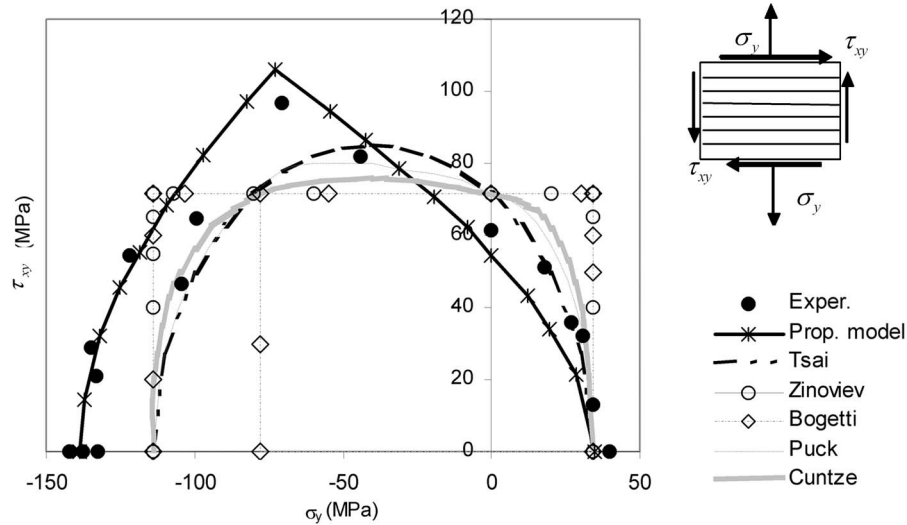 120
100
80
60
40
20
0
-150
-100
-50
0
50
τxy (MPa)
σy (MPa)
σy
τxy
τxy
σy
Exper.
Prop. model
Tsai
Zinoviev
Bogetti
Puck
Cuntze